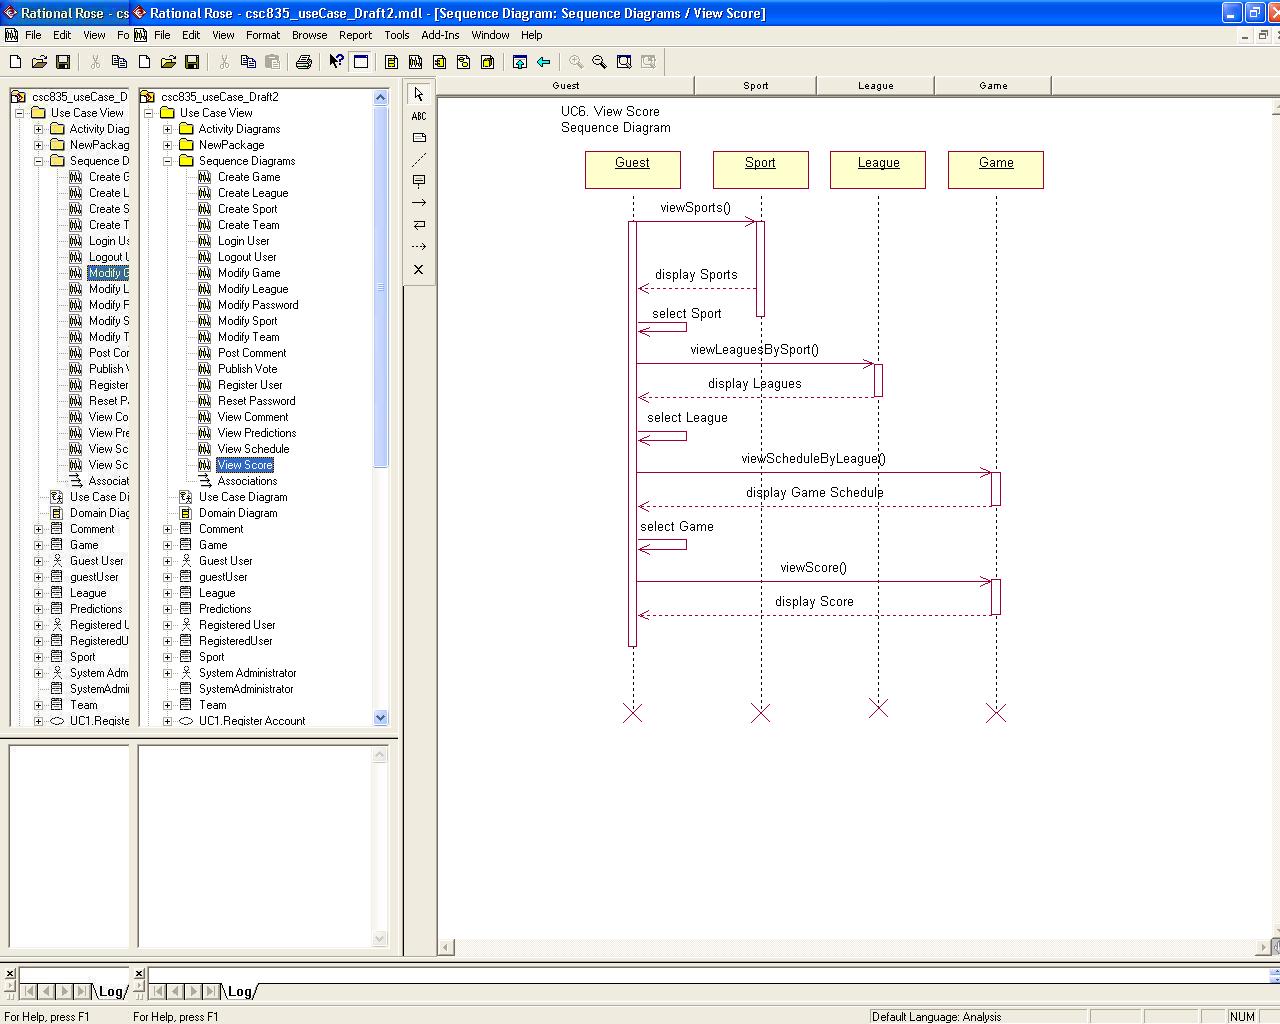 Rational Rose - cs
Rational Rose - csc835_useCase_Draft2.mdl - [Sequence Diagram: Sequence Diagrams / View Score]
File Edit View Fo
File Edit View Format Browse Report Tools Add-Ins Window Help
csc835_useCase_D
Use Case View
Activity Diag
NewPackag
Sequence D
Create G
Create L
Create S
Create T
Login Us
Logout U
Modify G
Modify L
Modify P
Modify S
Modify T
Post Com
Publish V
Register
Reset Pa
View Co
View Pre
View Sc
View Sc
Associat
Use Case Di
Domain Diag
Comment
Game
Guest User
guestUser
League
Predictions
Registered U
RegisteredU
Sport
System Adm
SystemAdmi
Team
UC1.Registe
csc835_useCase_Draft2
Use Case View
Activity Diagrams
NewPackage
Sequence Diagrams
Create Game
Create League
Create Sport
Create Team
Login User
Logout User
Modify Game
Modify League
Modify Password
Modify Sport
Modify Team
Post Comment
Publish Vote
Register User
Reset Password
View Comment
View Predictions
View Schedule
View Score
Associations
Use Case Diagram
Domain Diagram
Comment
Game
Guest User
guestUser
League
Predictions
Registered User
RegisteredUser
Sport
System Administrator
SystemAdministrator
Team
UC1.Register Account
ABC
Guest Sport League Game
UC6. View Score
Sequence Diagram
Guest Sport League Game
viewSports()
display Sports
select Sport
viewLeaguesBySport()
display Leagues
select League
viewScheduleByLeague()
display Game Schedule
select Game
viewScore()
display Score
Log
Log
For Help, press F1
For Help, press F1
Default Language: Analysis
NUM